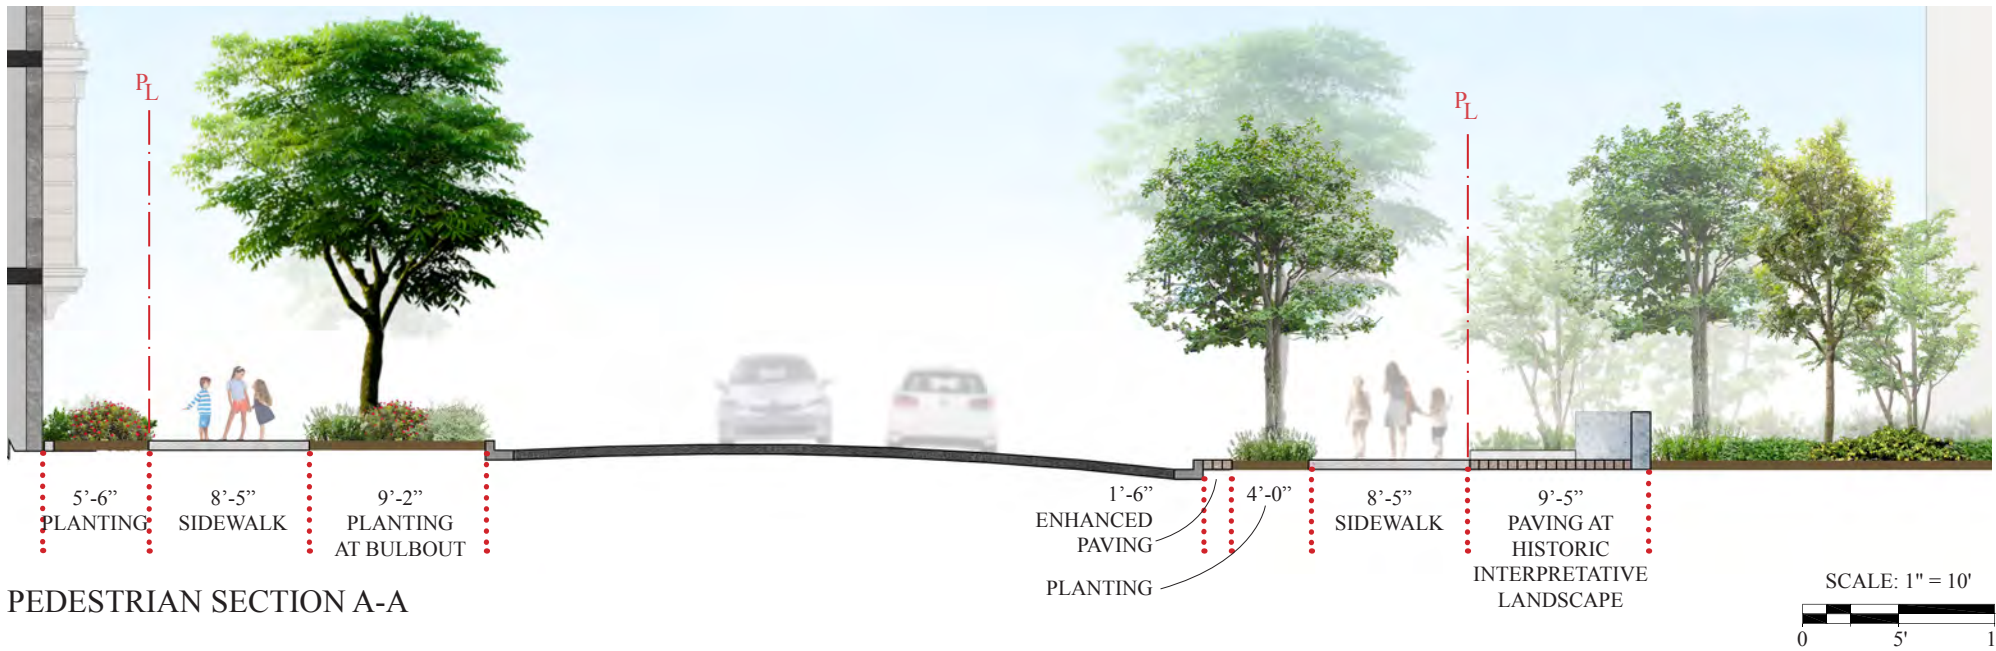 PL
PL
5’-6”
PLANTING
8’-5”
SIDEWALK
9’-2”
PLANTING
AT BULBOUT
1’-6”
ENHANCED
PAVING
4’-0”
PLANTING
8’-5”
SIDEWALK
9’-5”
PAVING AT
HISTORIC
INTERPRETATIVE
LANDSCAPE
PEDESTRIAN SECTION A-A
SCALE: 1" = 10'
0 5' 1